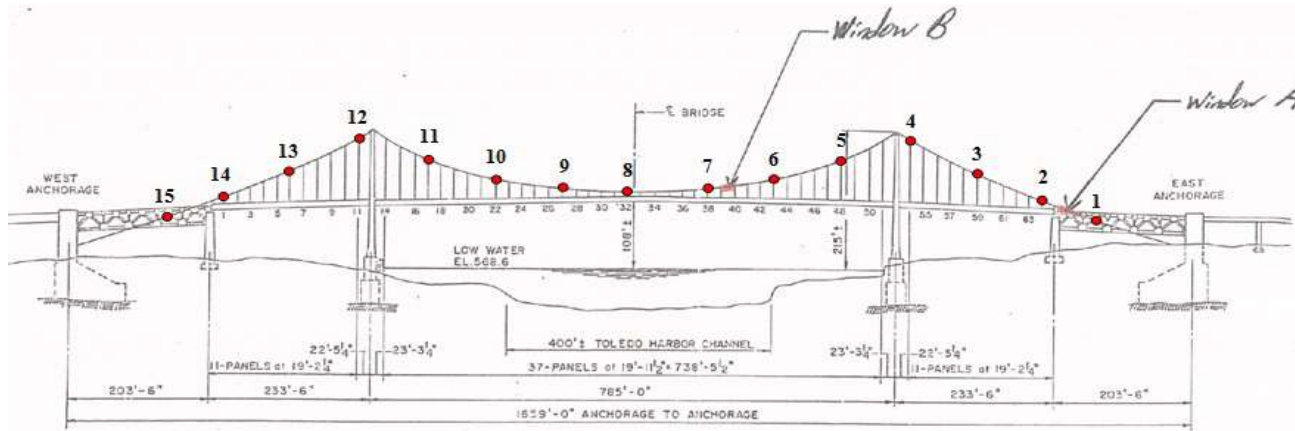 Window B
Window A
℄ BRIDGE
12
4
11
5
13
3
10
9
8
7
6
14
2
15
1
WEST
ANCHORAGE
EAST
ANCHORAGE
1 3 5 7 9 11 14 16 18 20 22 24 26 28 30 32 34 36 38 40 42 44 46 48 50 55 57 59 61 63
LOW WATER
EL.568.6
108'±
215'±
400'± TOLEDO HARBOR CHANNEL
22'-5¼" 23'-3¼" 23'-3¼" 22'-5¼"
11-PANELS at 19'-2¼" 37-PANELS at 19'-11½" = 738'-5½" 11-PANELS at 19'-2¼"
203'-6" 233'-6" 785'-0" 233'-6" 203'-6"
1659'-0" ANCHORAGE TO ANCHORAGE